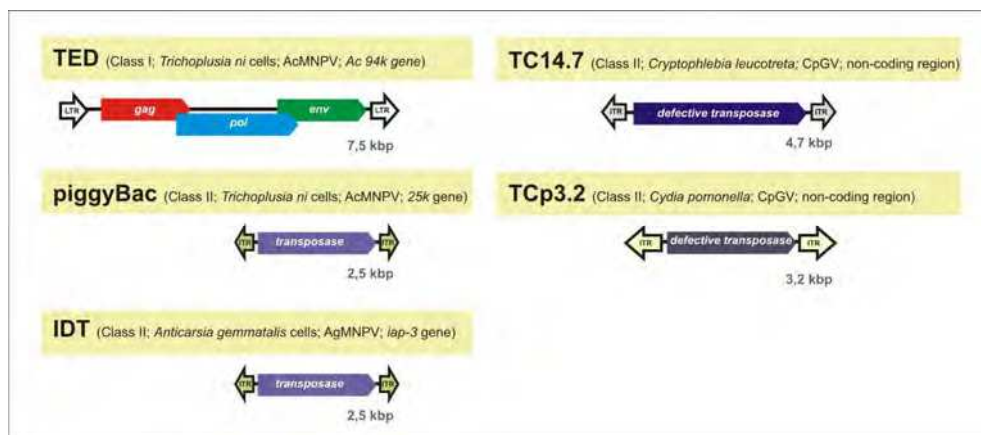 TED (Class I; Trichoplusia ni cells; AcMNPV; Ac 94k gene)
LTR gag pol env LTR
7,5 kbp
piggyBac (Class II; Trichoplusia ni cells; AcMNPV; 25k gene)
ITR transposase ITR
2,5 kbp
IDT (Class II; Anticarsia gemmatalis cells; AgMNPV; iap-3 gene)
ITR transposase ITR
2,5 kbp
TC14.7 (Class II; Cryptophlebia leucotreta; CpGV; non-coding region)
ITR defective transposase ITR
4,7 kbp
TCp3.2 (Class II; Cydia pomonella; CpGV; non-coding region)
ITR defective transposase ITR
3,2 kbp